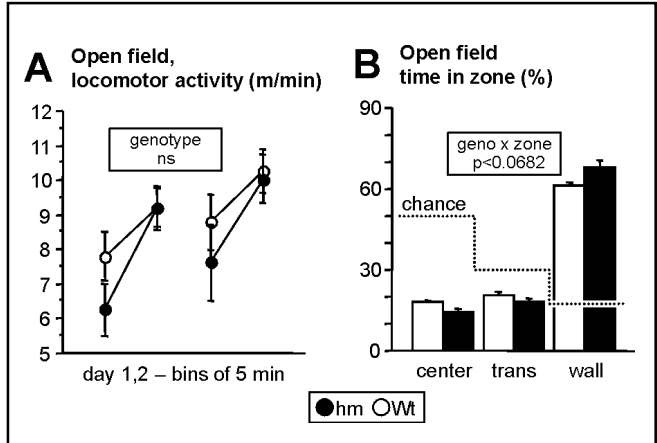 A
Open field,
locomotor activity (m/min)
12
11
10
9
8
7
6
5
genotype
ns
day 1,2 – bins of 5 min
B
Open field
time in zone (%)
90
60
30
0
geno x zone
p<0.0682
chance
center trans wall
hm Wt